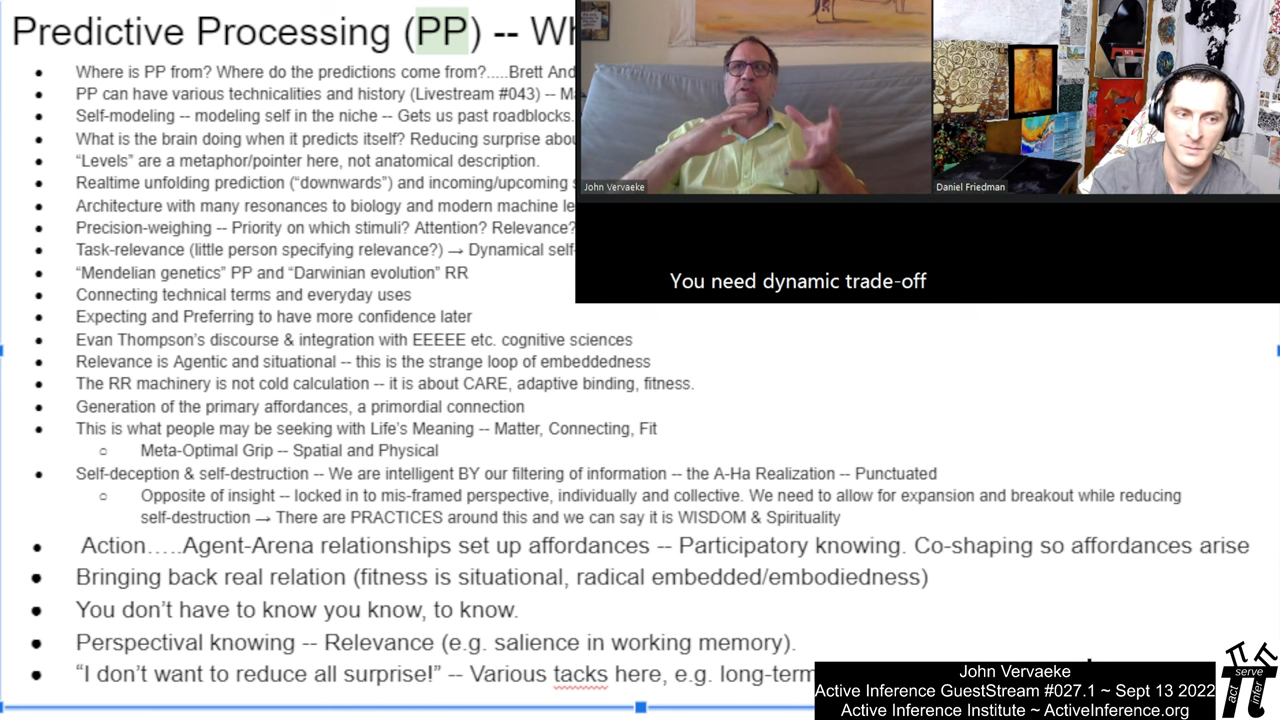 Predictive Processing (PP) -- Wh
Where is PP from? Where do the predictions come from?.....Brett And
PP can have various technicalities and history (Livestream #043) -- Ma
Self-modeling -- modeling self in the niche -- Gets us past roadblocks.
What is the brain doing when it predicts itself? Reducing surprise abou
“Levels” are a metaphor/pointer here, not anatomical description.
Realtime unfolding prediction (“downwards”) and incoming/upcoming s
Architecture with many resonances to biology and modern machine le
Precision-weighing -- Priority on which stimuli? Attention? Relevance?
Task-relevance (little person specifying relevance?) → Dynamical self-
“Mendelian genetics” PP and “Darwinian evolution” RR
Connecting technical terms and everyday uses
Expecting and Preferring to have more confidence later
Evan Thompson’s discourse & integration with EEEEE etc. cognitive sciences
Relevance is Agentic and situational -- this is the strange loop of embeddedness
The RR machinery is not cold calculation -- it is about CARE, adaptive binding, fitness.
Generation of the primary affordances, a primordial connection
This is what people may be seeking with Life’s Meaning -- Matter, Connecting, Fit
Meta-Optimal Grip -- Spatial and Physical
Self-deception & self-destruction -- We are intelligent BY our filtering of information -- the A-Ha Realization -- Punctuated
Opposite of insight -- locked in to mis-framed perspective, individually and collective. We need to allow for expansion and breakout while reducing
self-destruction → There are PRACTICES around this and we can say it is WISDOM & Spirituality
Action…..Agent-Arena relationships set up affordances -- Participatory knowing. Co-shaping so affordances arise
Bringing back real relation (fitness is situational, radical embedded/embodiedness)
You don’t have to know you know, to know.
Perspectival knowing -- Relevance (e.g. salience in working memory).
“I don’t want to reduce all surprise!” -- Various tacks here, e.g. long-term
John Vervaeke
Daniel Friedman
You need dynamic trade-off
John Vervaeke
Active Inference GuestStream #027.1 ~ Sept 13 2022
Active Inference Institute ~ ActiveInference.org
serve
act
infer